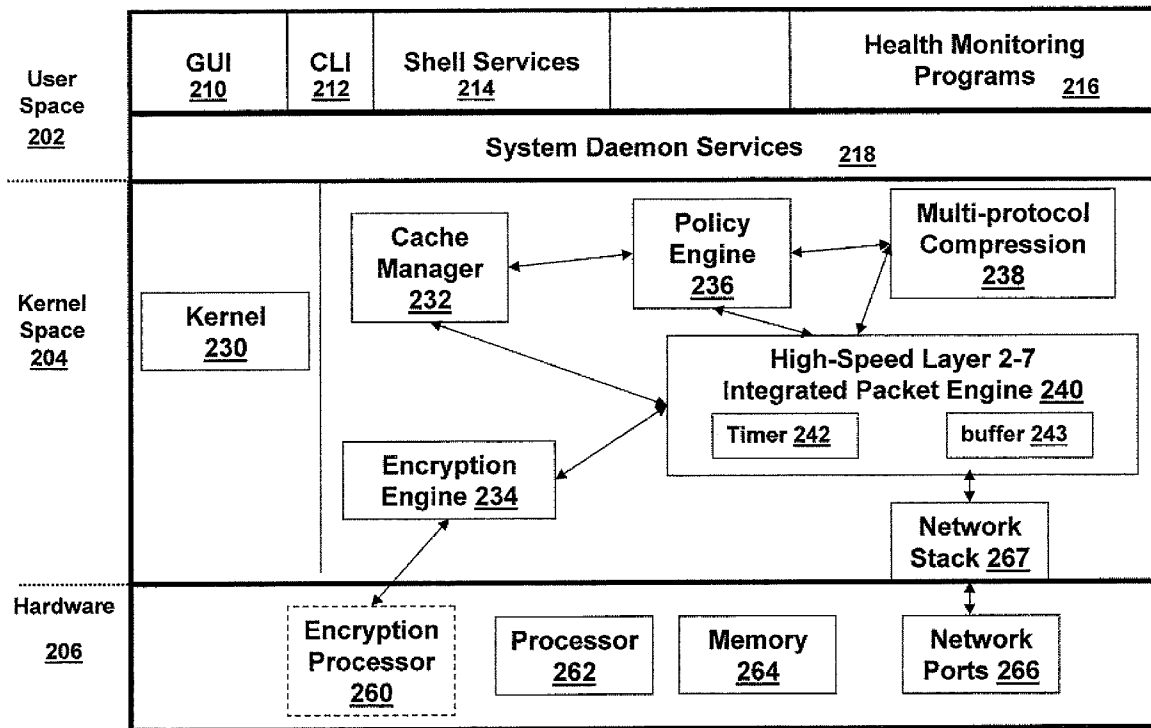 User
Space
202
GUI
210
CLI
212
Shell Services
214
Health Monitoring
Programs 216
System Daemon Services 218
Kernel
Space
204
Kernel
230
Cache
Manager
232
Policy
Engine
236
Multi-protocol
Compression
238
High-Speed Layer 2-7
Integrated Packet Engine 240
Timer 242
buffer 243
Encryption
Engine 234
Network
Stack 267
Hardware
206
Encryption
Processor
260
Processor
262
Memory
264
Network
Ports 266